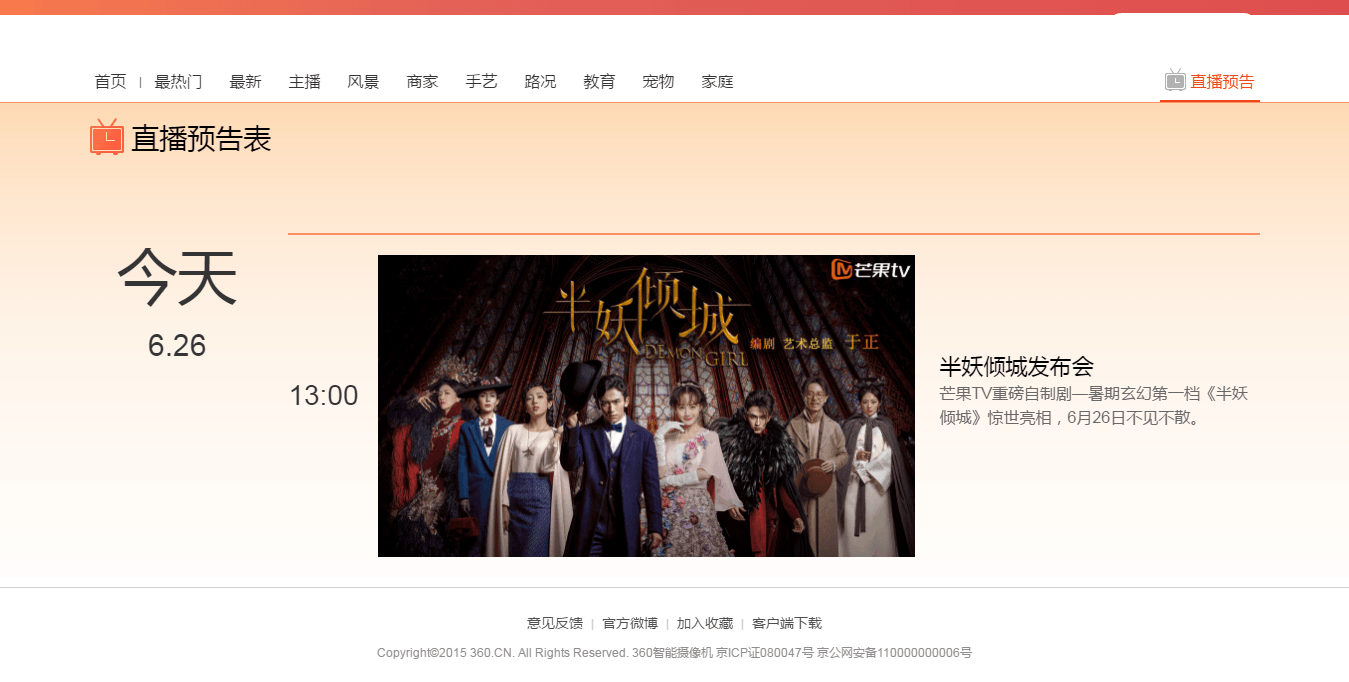 首页 | 最热门 最新 主播 风景 商家 手艺 路况 教育 宠物 家庭 直播预告
直播预告表
今天
6.26
13:00
芒果TV
半妖倾城
DEMON GIRL
编剧 艺术总监 于正
半妖倾城发布会
芒果TV重磅自制剧—暑期玄幻第一档《半妖
倾城》惊世亮相，6月26日不见不散。
意见反馈 | 官方微博 | 加入收藏 | 客户端下载
Copyright©2015 360.CN. All Rights Reserved. 360智能摄像机 京ICP证080047号 京公网安备110000000006号